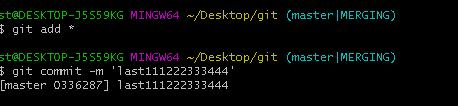 st@DESKTOP-J5S59KG MINGW64 ~/Desktop/git (master|MERGING)
$ git add *
st@DESKTOP-J5S59KG MINGW64 ~/Desktop/git (master|MERGING)
$ git commit -m 'last111222333444'
[master 0336287] last111222333444